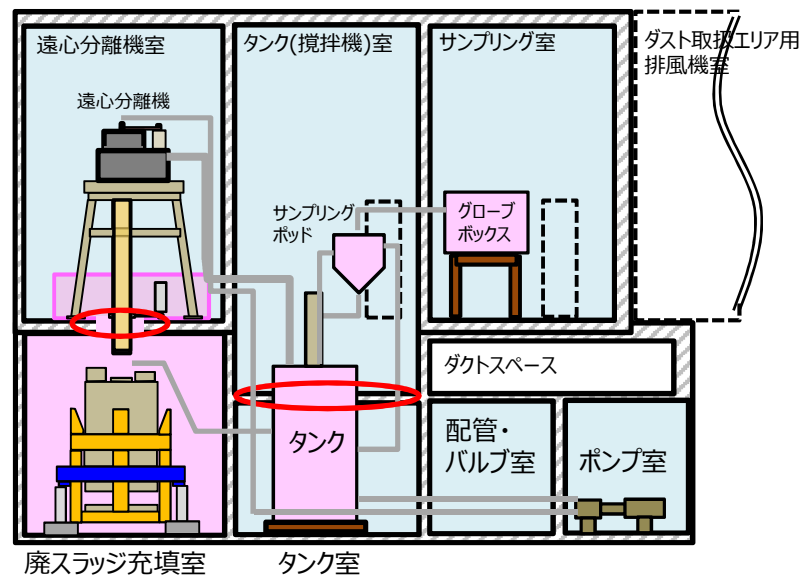 遠心分離機室
タンク(撹拌機)室
サンプリング室
ダスト取扱エリア用
排風機室
遠心分離機
サンプリング
ポッド
グローブ
ボックス
ダクトスペース
タンク
配管・
バルブ室
ポンプ室
廃スラッジ充填室
タンク室